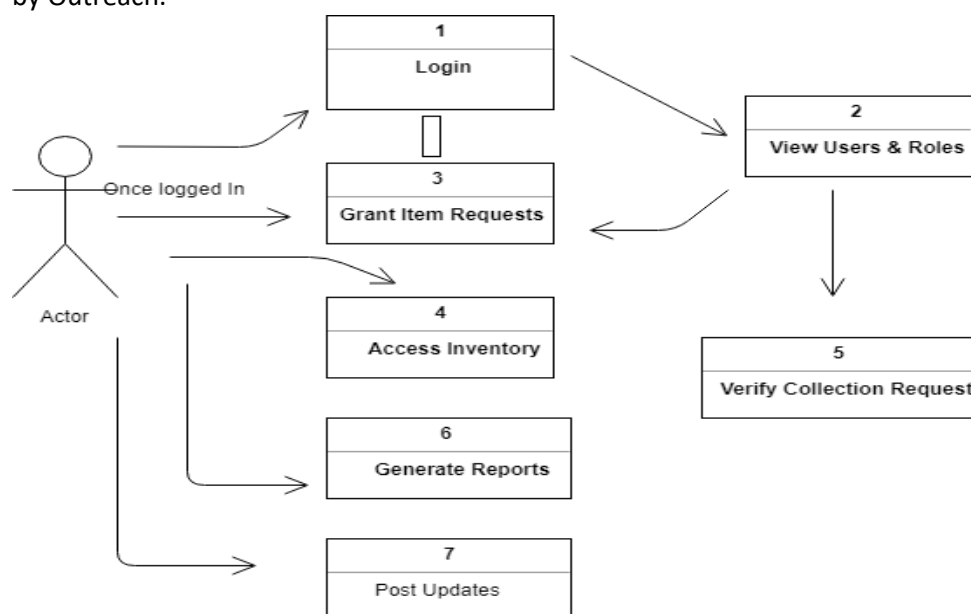 by Outreach.
1
Login
2
View Users & Roles
Once logged In
3
Grant Item Requests
Actor
4
Access Inventory
5
Verify Collection Request
6
Generate Reports
7
Post Updates